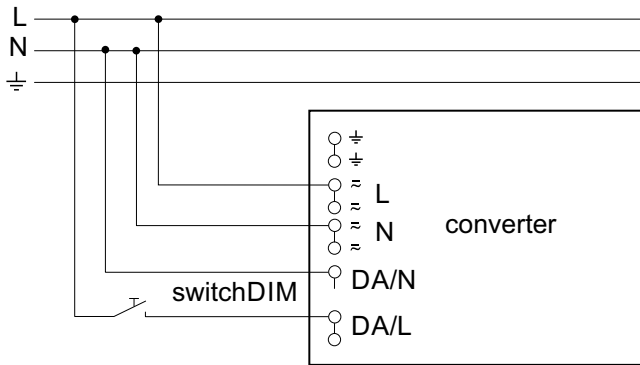 L
N
L
N
converter
DA/N
switchDIM
DA/L